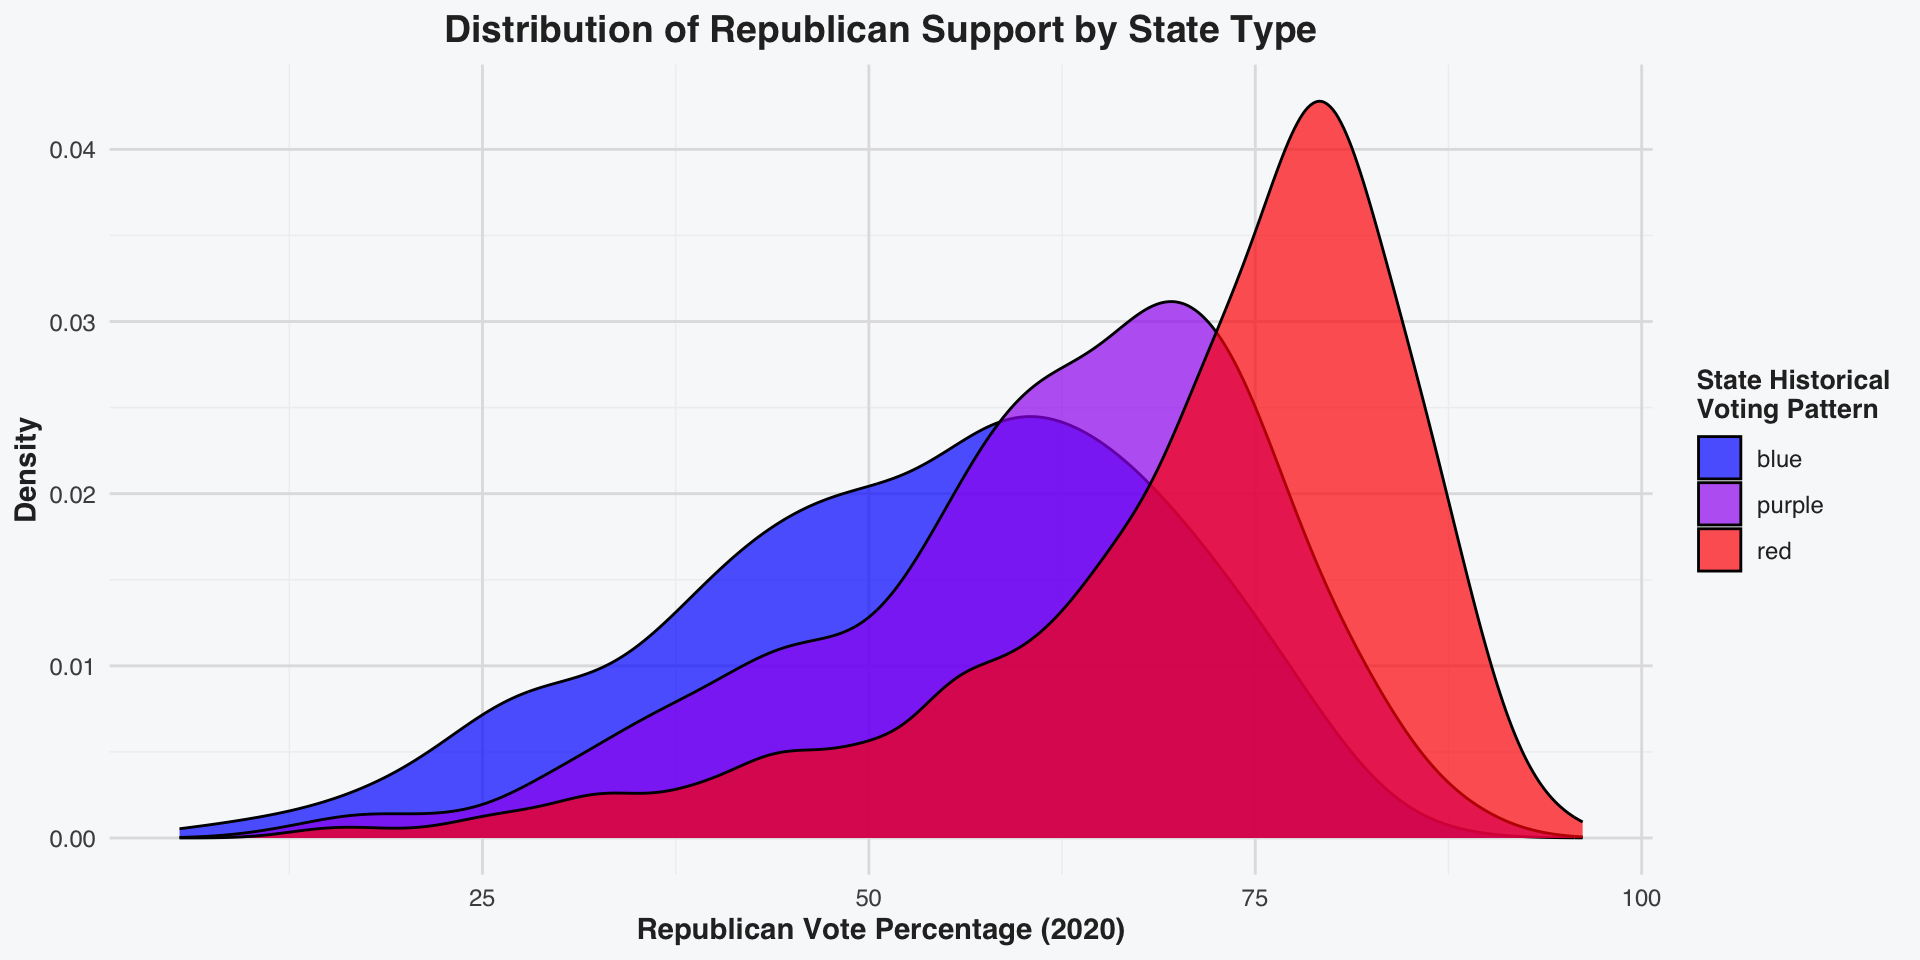 Distribution of Republican Support by State Type
Density
0.04
0.03
0.02
0.01
0.00
25
50
75
100
Republican Vote Percentage (2020)
State Historical
Voting Pattern
blue
purple
red